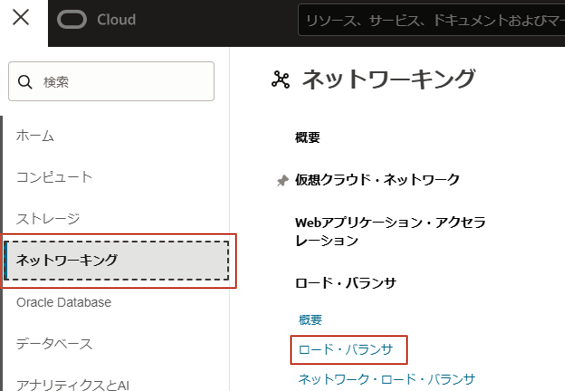 Cloud
リソース、サービス、ドキュメントおよびマー
検索
ホーム
コンピュート
ストレージ
ネットワーキング
Oracle Database
データベース
アナリティクスとAI
ネットワーキング
概要
仮想クラウド・ネットワーク
Webアプリケーション・アクセラ
レーション
ロード・バランサ
概要
ロード・バランサ
ネットワーク・ロード・バランサ